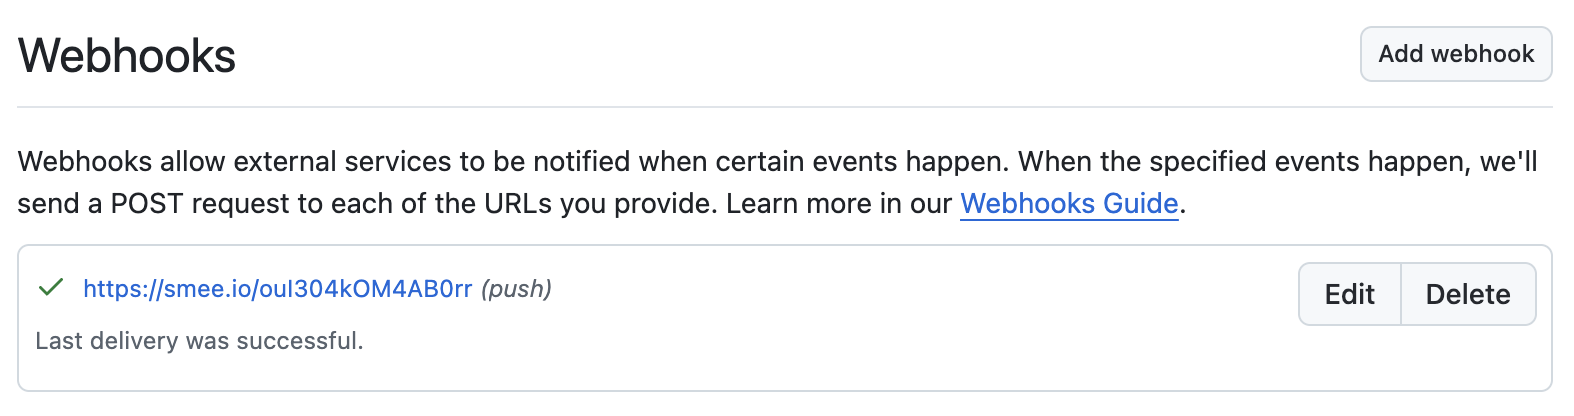 Webhooks
Add webhook
Webhooks allow external services to be notified when certain events happen. When the specified events happen, we'll
send a POST request to each of the URLs you provide. Learn more in our Webhooks Guide.
https://smee.io/ouI304kOM4AB0rr (push)
Edit
Delete
Last delivery was successful.